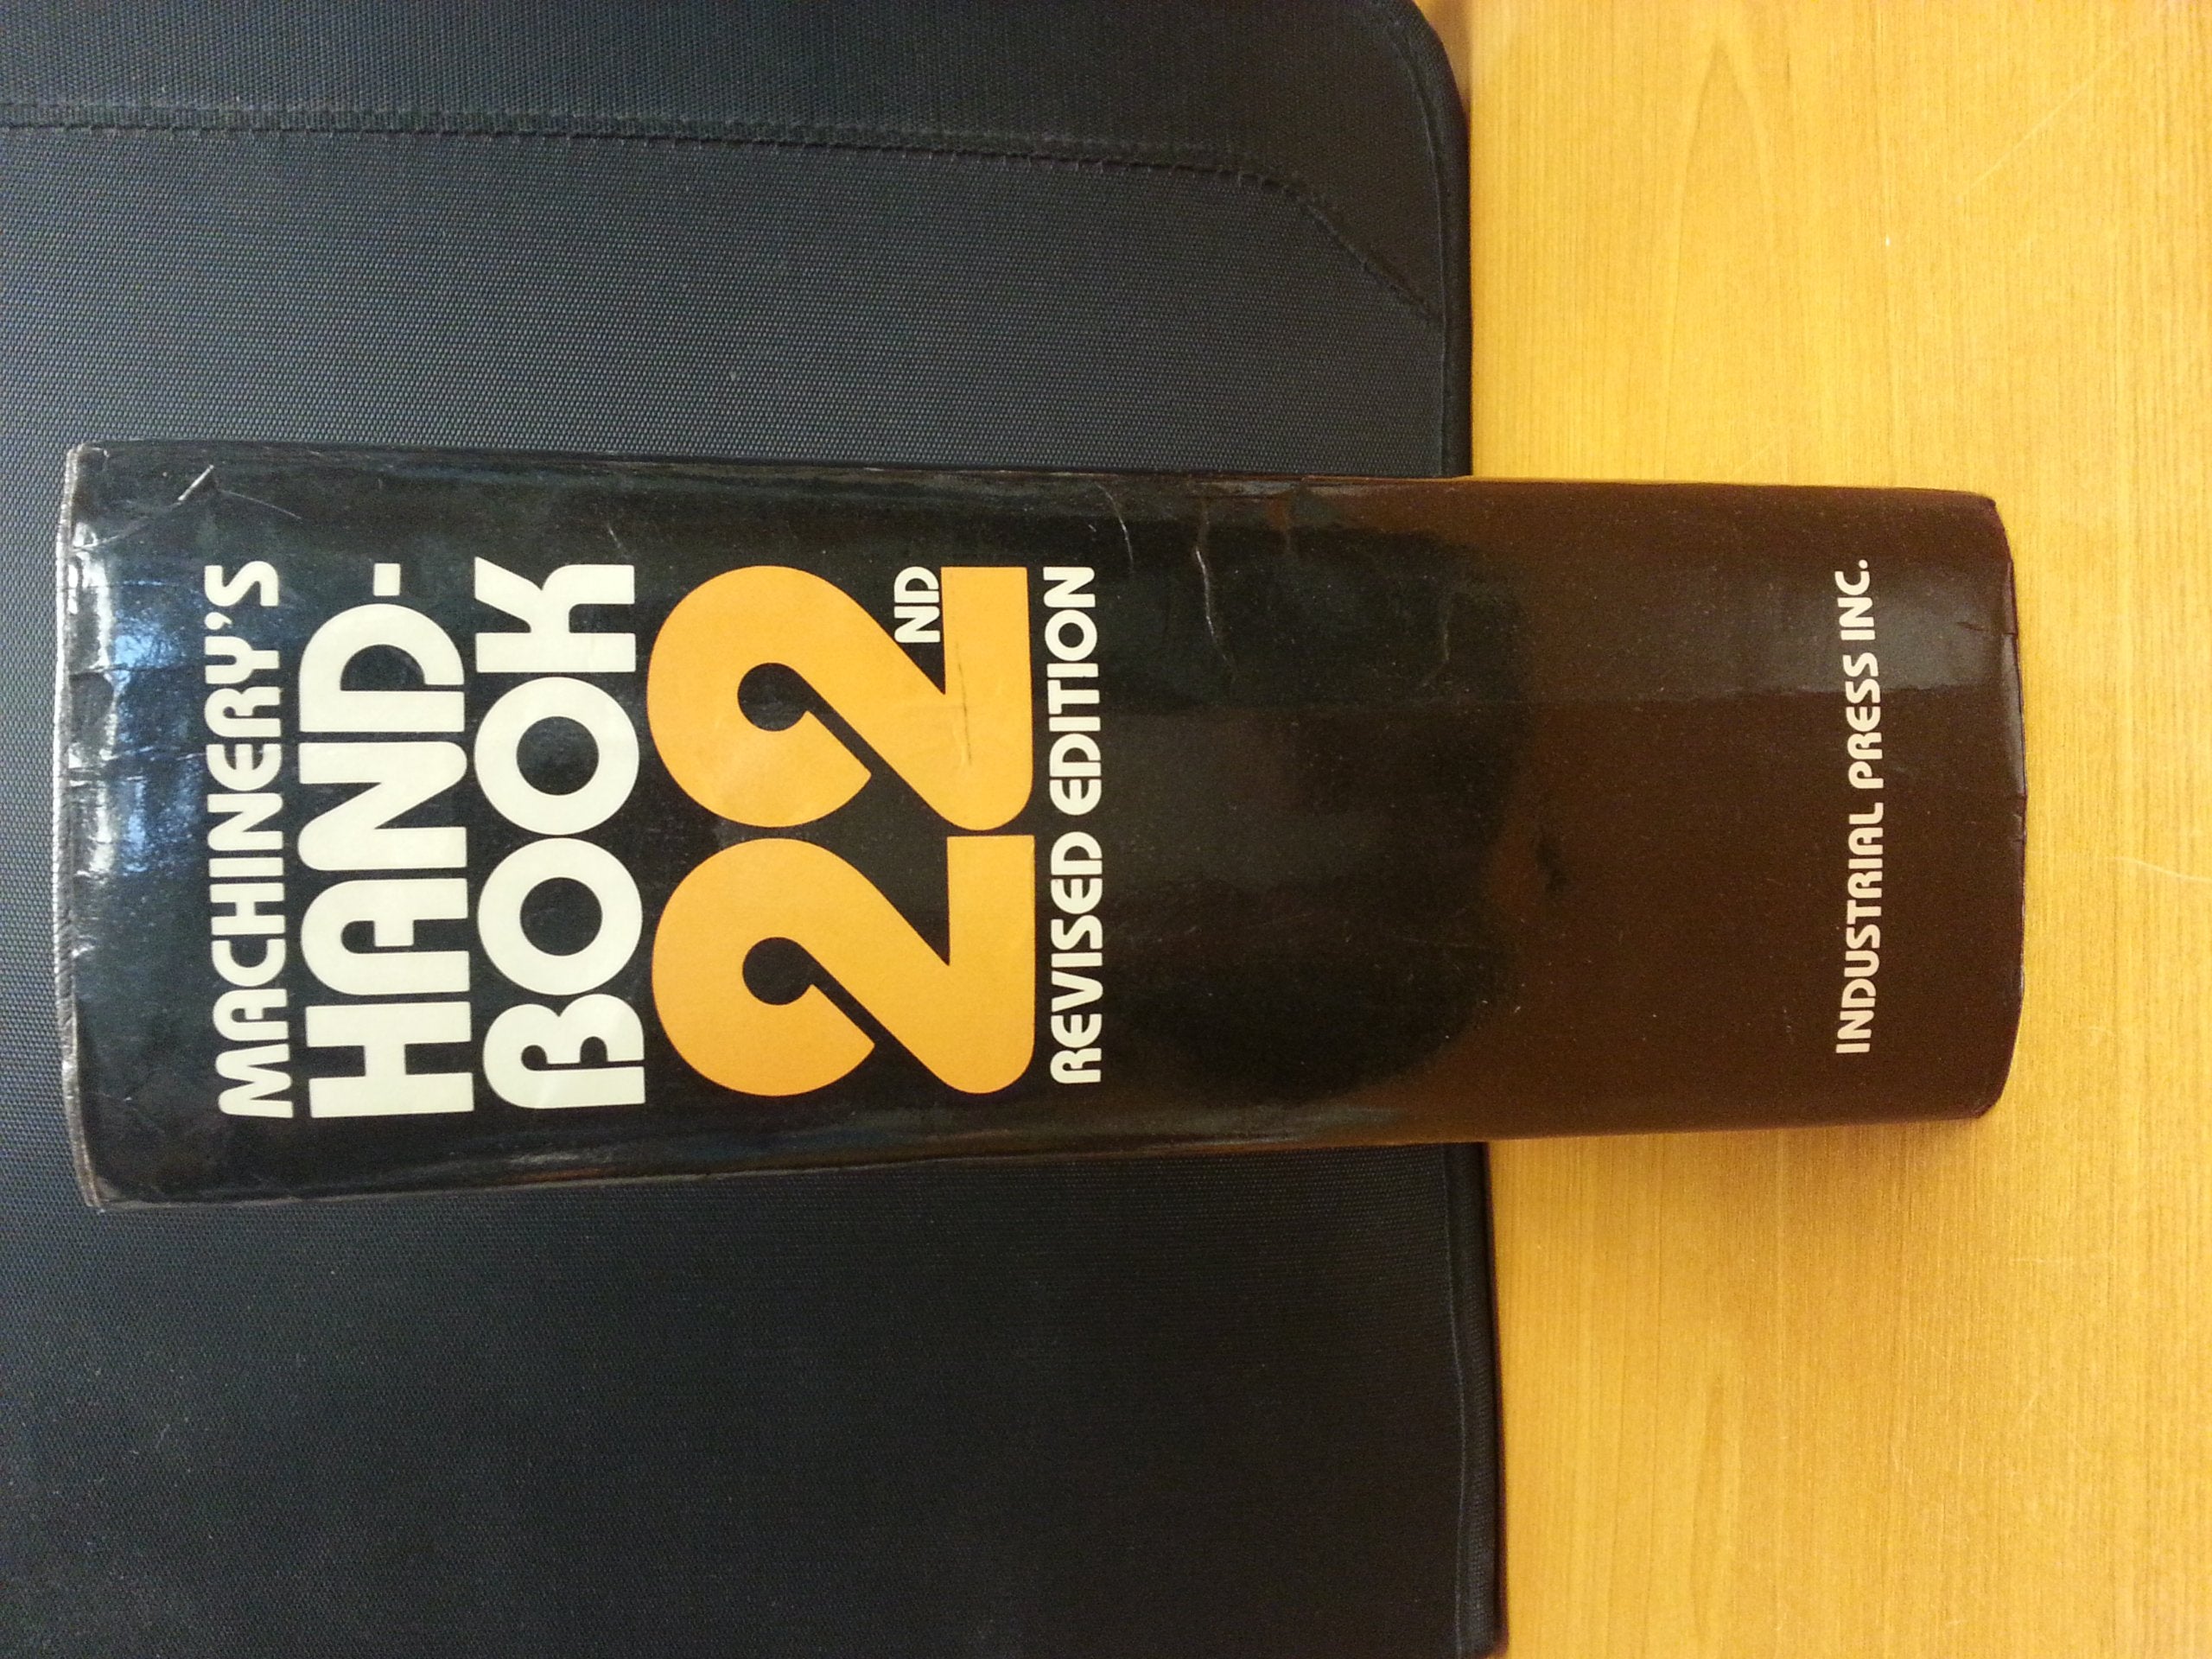 MACHINERY'S
HAND-
BOOK
22ND
REVISED EDITION
INDUSTRIAL PRESS INC.